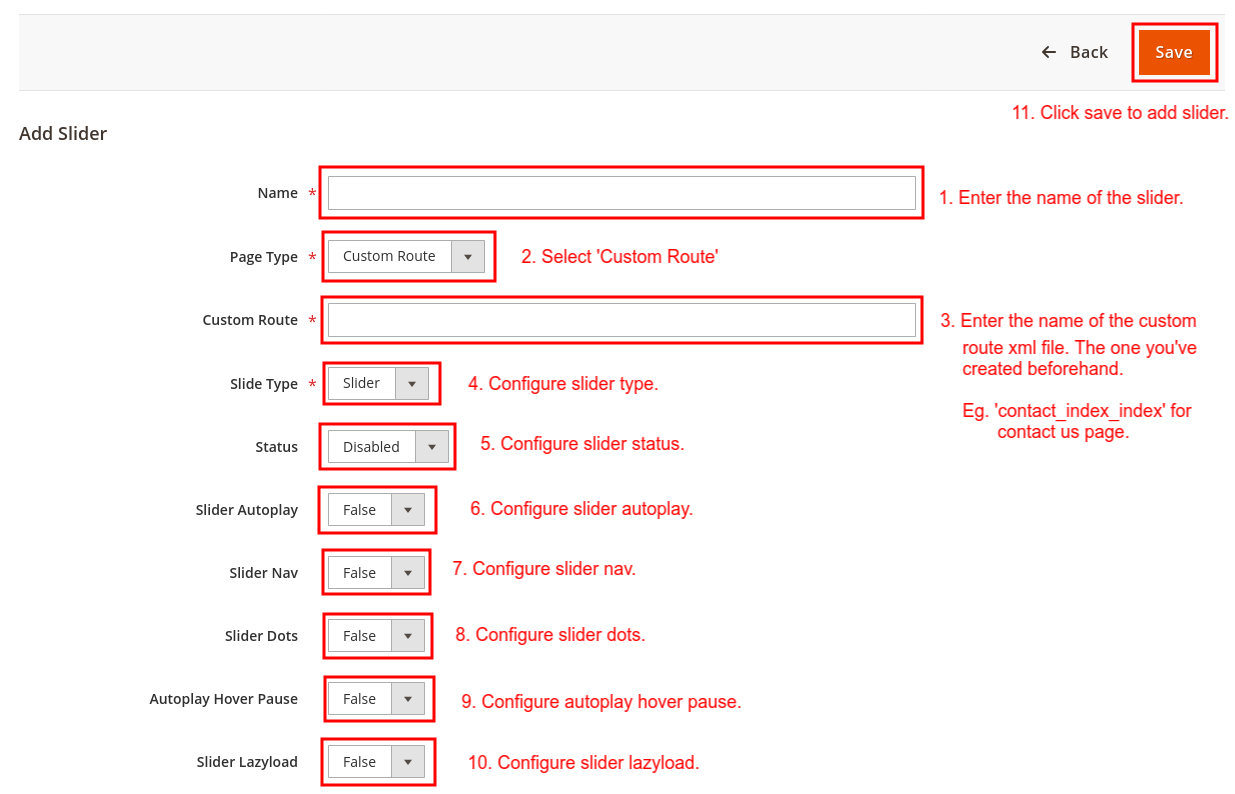 ← Back Save
11. Click save to add slider.
Add Slider
Name * 1. Enter the name of the slider.
Page Type * Custom Route 2. Select 'Custom Route'
Custom Route * 3. Enter the name of the custom
route xml file. The one you've
created beforehand.
Slide Type * Slider 4. Configure slider type.
Eg. 'contact_index_index' for
contact us page.
Status Disabled 5. Configure slider status.
Slider Autoplay False 6. Configure slider autoplay.
Slider Nav False 7. Configure slider nav.
Slider Dots False 8. Configure slider dots.
Autoplay Hover Pause False 9. Configure autoplay hover pause.
Slider Lazyload False 10. Configure slider lazyload.